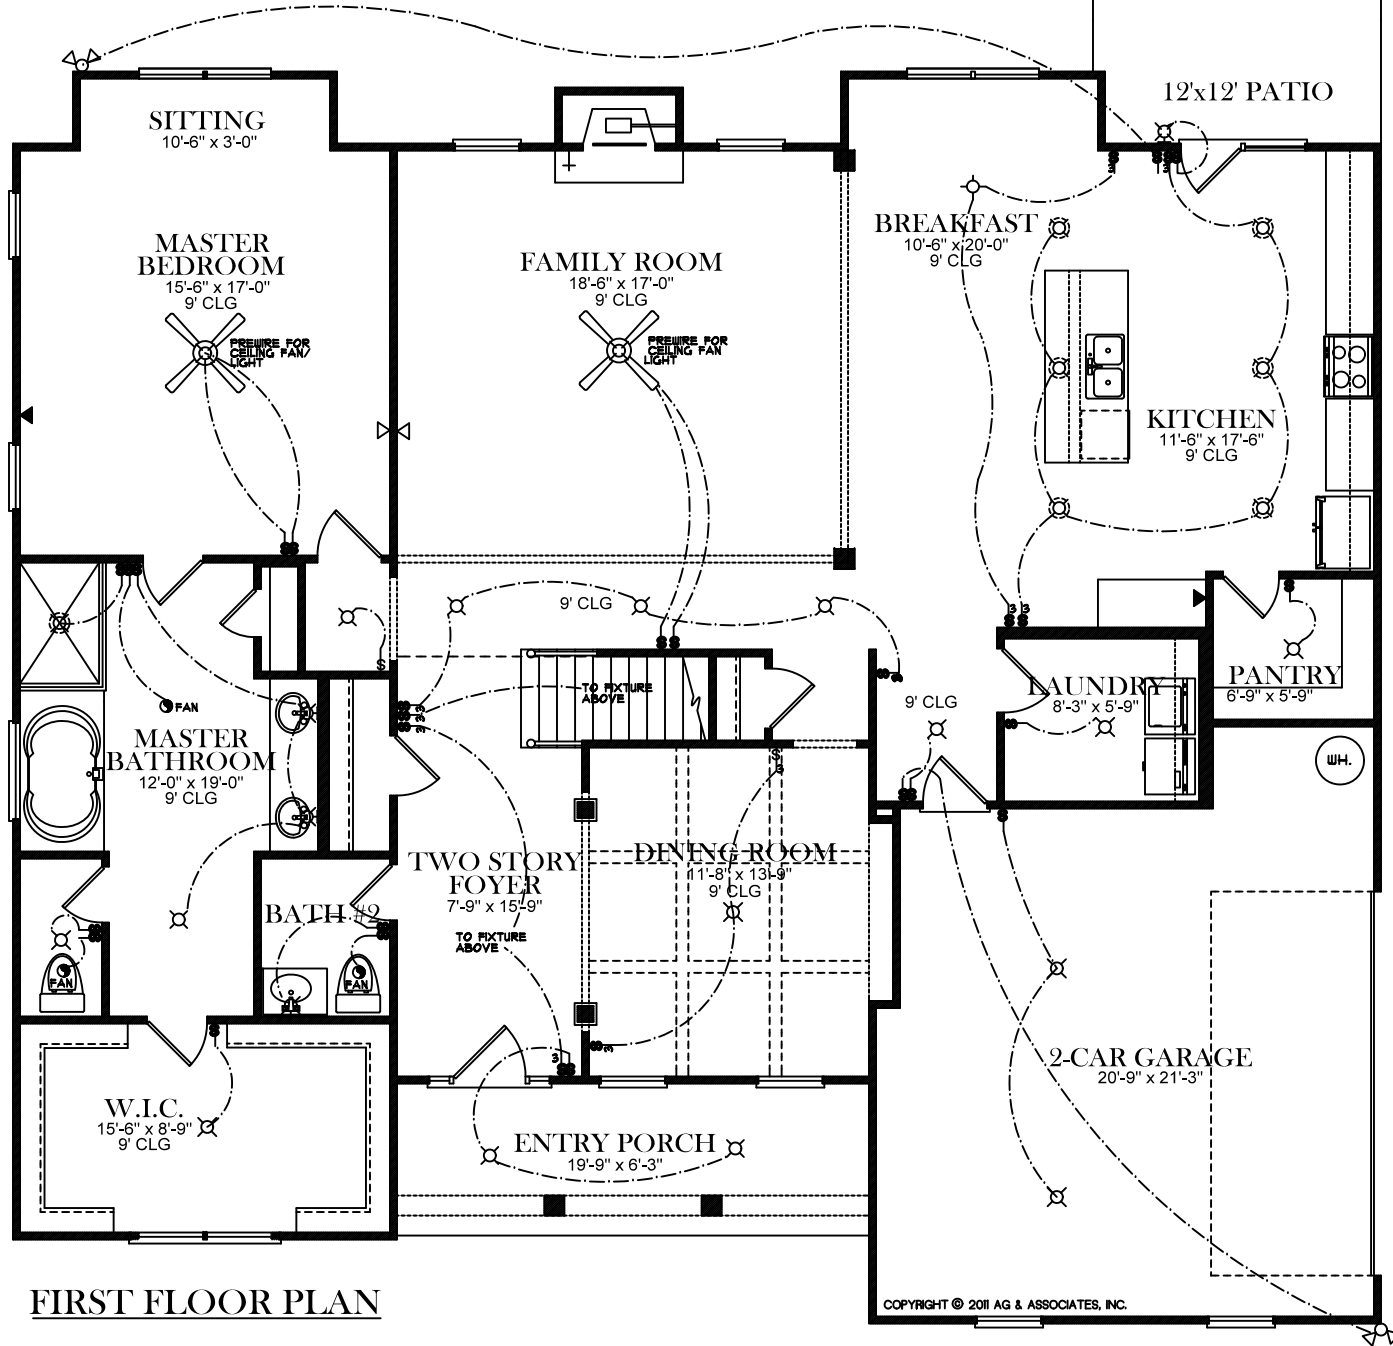 12'x12' PATIO
SITTING
10'-6" x 3'-0"
MASTER
BEDROOM
15'-6" x 17'-0"
9' CLG
PREWIRE FOR
CEILING FAN/
LIGHT
FAMILY ROOM
18'-6" x 17'-0"
9' CLG
PREWIRE FOR
CEILING FAN
LIGHT
BREAKFAST
10'-6" x 20'-0"
9' CLG
KITCHEN
11'-6" x 17'-6"
9' CLG
9' CLG
PANTRY
6'-9" x 5'-9"
LAUNDRY
8'-3" x 5'-9"
9' CLG
TO FIXTURE
ABOVE
FAN
MASTER
BATHROOM
12'-0" x 19'-0"
9' CLG
WH.
TWO STORY
FOYER
7'-9" x 15'-9"
TO FIXTURE
ABOVE
DINING ROOM
11'-8" x 13'-9"
9' CLG
BATH #2
FAN
FAN
2-CAR GARAGE
20'-9" x 21'-3"
W.I.C.
15'-6" x 8'-9"
9' CLG
ENTRY PORCH
19'-9" x 6'-3"
FIRST FLOOR PLAN
COPYRIGHT © 2011 AG & ASSOCIATES, INC.